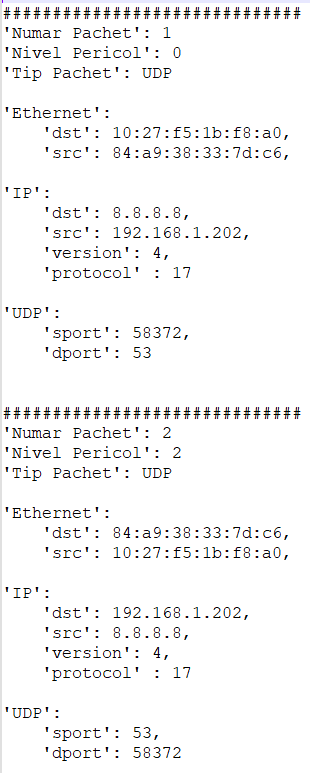 ##############################
'Numar Pachet': 1
'Nivel Pericol': 0
'Tip Pachet': UDP
'Ethernet':
'dst': 10:27:f5:1b:f8:a0,
'src': 84:a9:38:33:7d:c6,
'IP':
'dst': 8.8.8.8,
'src': 192.168.1.202,
'version': 4,
'protocol' : 17
'UDP':
'sport': 58372,
'dport': 53
##############################
'Numar Pachet': 2
'Nivel Pericol': 2
'Tip Pachet': UDP
'Ethernet':
'dst': 84:a9:38:33:7d:c6,
'src': 10:27:f5:1b:f8:a0,
'IP':
'dst': 192.168.1.202,
'src': 8.8.8.8,
'version': 4,
'protocol' : 17
'UDP':
'sport': 53,
'dport': 58372